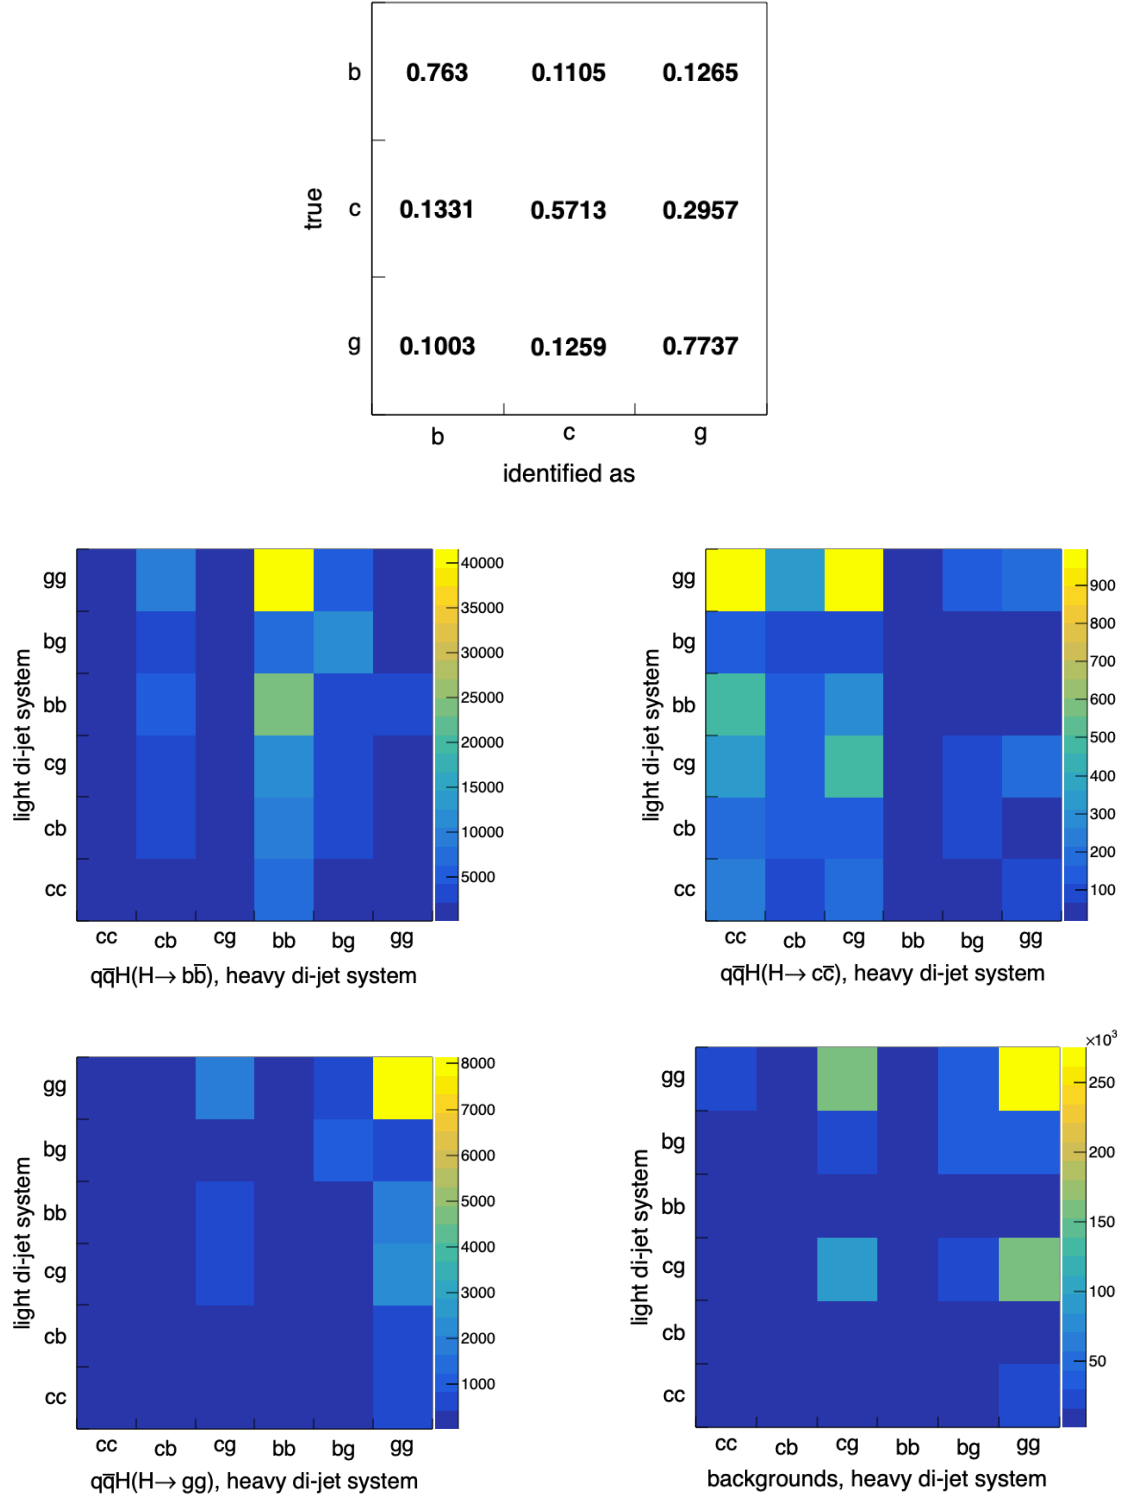 b 0.763 0.1105 0.1265
true c 0.1331 0.5713 0.2957
g 0.1003 0.1259 0.7737
b c g
identified as
light di-jet system
gg
bg
bb
cg
cb
cc
40000
35000
30000
25000
20000
15000
10000
5000
cc cb cg bb bg gg
qq̅H(H→ bb̅), heavy di-jet system
light di-jet system
gg
bg
bb
cg
cb
cc
900
800
700
600
500
400
300
200
100
cc cb cg bb bg gg
qq̅H(H→ cc̅), heavy di-jet system
light di-jet system
gg
bg
bb
cg
cb
cc
8000
7000
6000
5000
4000
3000
2000
1000
cc cb cg bb bg gg
qq̅H(H→ gg), heavy di-jet system
light di-jet system
gg
bg
bb
cg
cb
cc
×10³
250
200
150
100
50
cc cb cg bb bg gg
backgrounds, heavy di-jet system